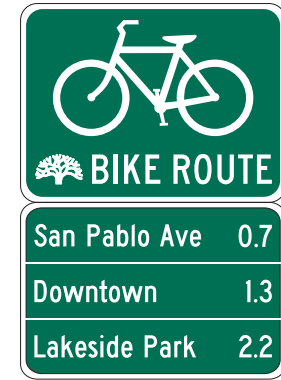 BIKE ROUTE
San Pablo Ave 0.7
Downtown 1.3
Lakeside Park 2.2